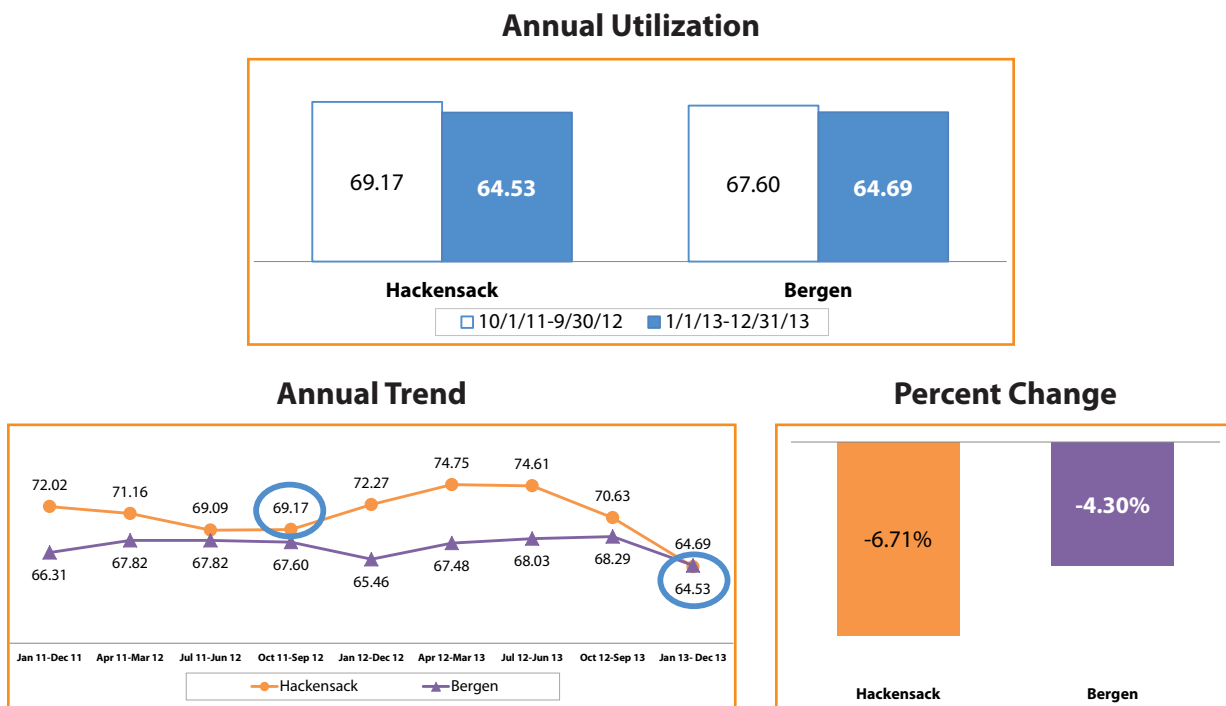 Annual Utilization
69.17 64.53 67.60 64.69
Hackensack Bergen
10/1/11-9/30/12 1/1/13-12/31/13
Annual Trend
72.02 71.16 69.09 69.17 72.27 74.75 74.61 70.63 64.69
66.31 67.82 67.82 67.60 65.46 67.48 68.03 68.29 64.53
Jan 11-Dec 11 Apr 11-Mar 12 Jul 11-Jun 12 Oct 11-Sep 12 Jan 12-Dec 12 Apr 12-Mar 13 Jul 12-Jun 13 Oct 12-Sep 13 Jan 13- Dec 13
Hackensack Bergen
Percent Change
-6.71% -4.30%
Hackensack Bergen